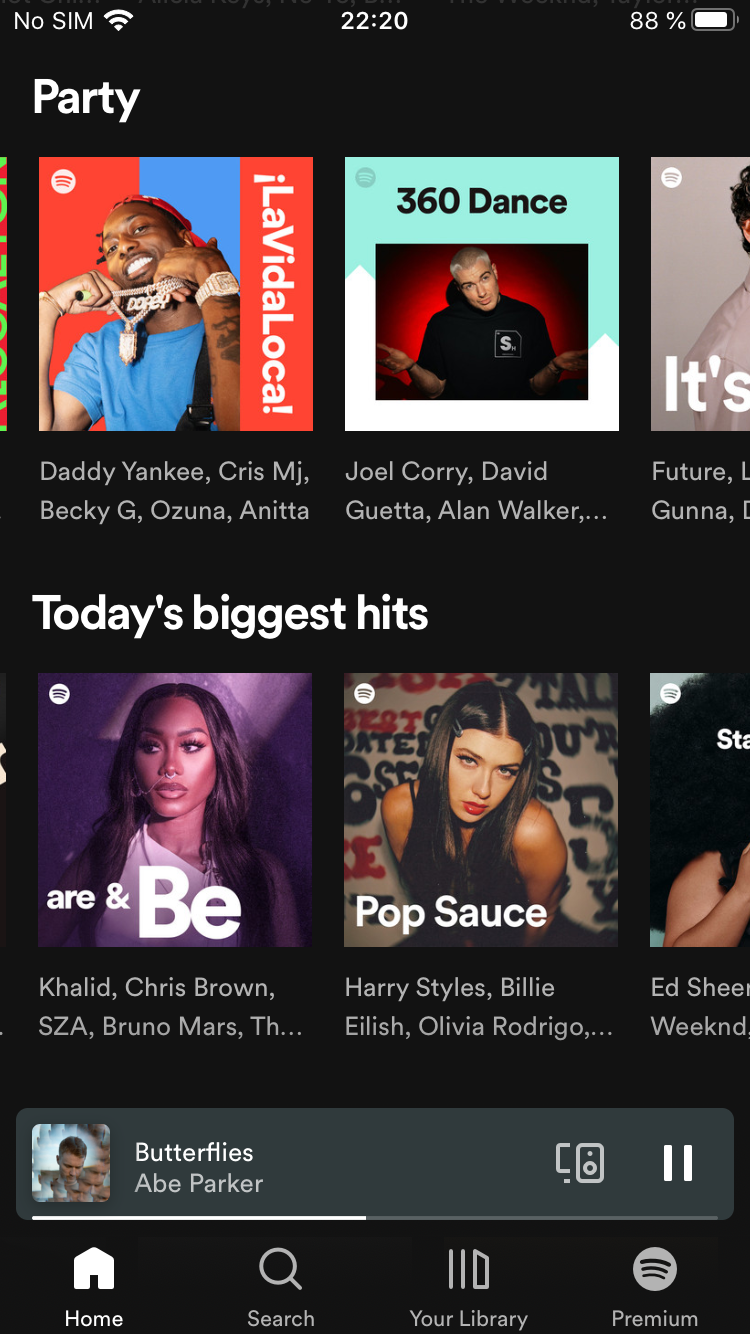 No SIM 22:20 88 %
Party
¡LaVidaLoca!
DOPEY
360 Dance
S
It's
Daddy Yankee, Cris Mj,
Becky G, Ozuna, Anitta
Joel Corry, David
Guetta, Alan Walker,...
Future, L
Gunna, D
Today's biggest hits
are & Be
Pop Sauce
Sta
Khalid, Chris Brown,
SZA, Bruno Mars, Th...
Harry Styles, Billie
Eilish, Olivia Rodrigo,...
Ed Sheer
Weeknd,
Butterflies
Abe Parker
Home Search Your Library Premium